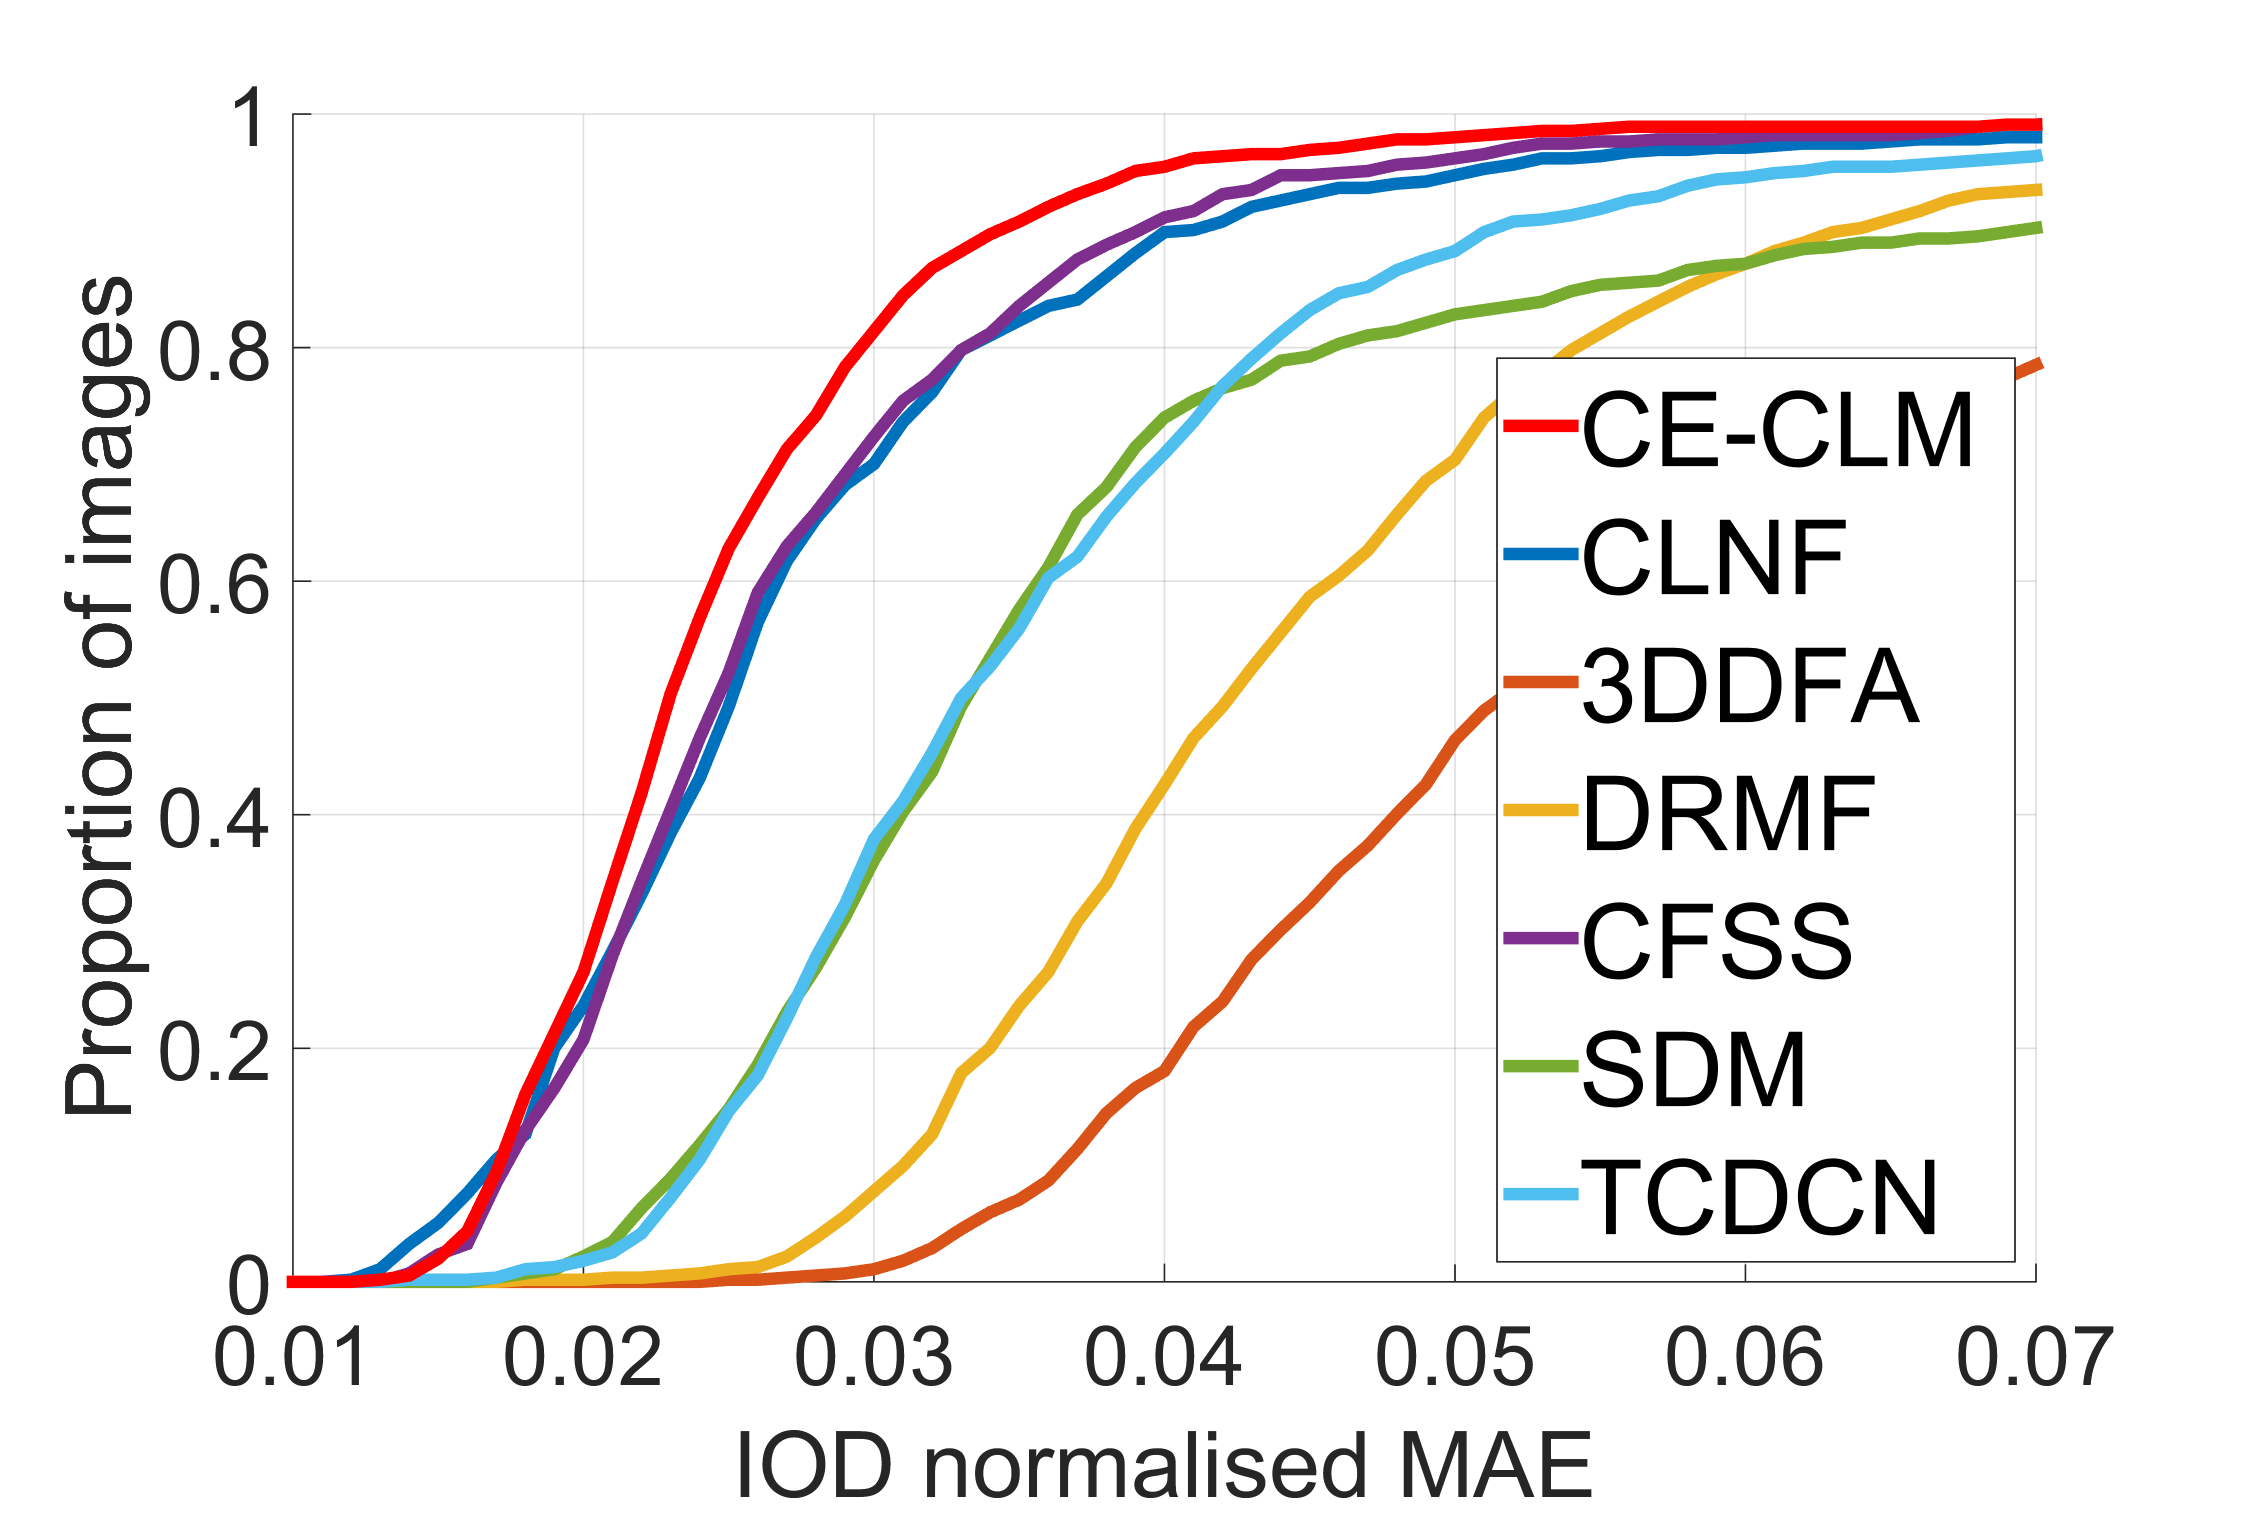 Proportion of images
1
0.8
0.6
0.4
0.2
0
0.01 0.02 0.03 0.04 0.05 0.06 0.07
IOD normalised MAE
CE-CLM
CLNF
3DDFA
DRMF
CFSS
SDM
TCDCN